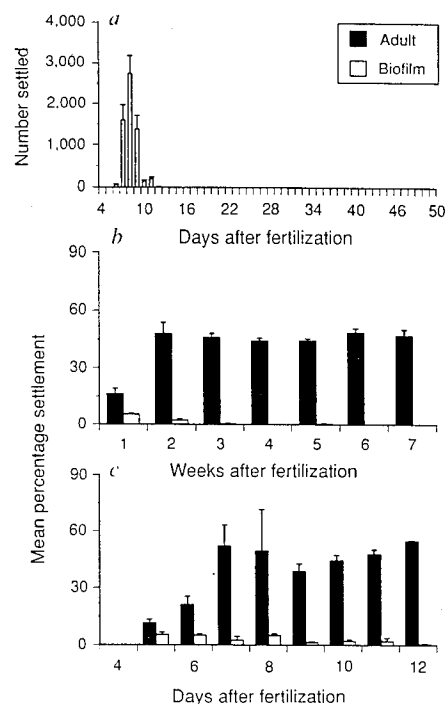 a
4,000
3,000
2,000
1,000
0
Number settled
Adult
Biofilm
4 10 16 22 28 34 40 46 50
Days after fertilization
b
90
60
30
0
1 2 3 4 5 6 7
Weeks after fertilization
Mean percentage settlement
c
90
60
30
0
4 6 8 10 12
Days after fertilization